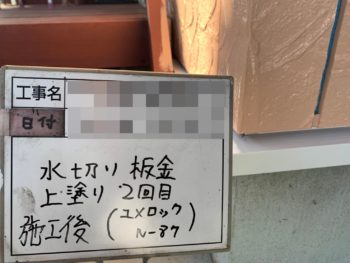 工事名
日付
水切り板金
上塗り 2回目
施工後 (ユメロック
N-87)